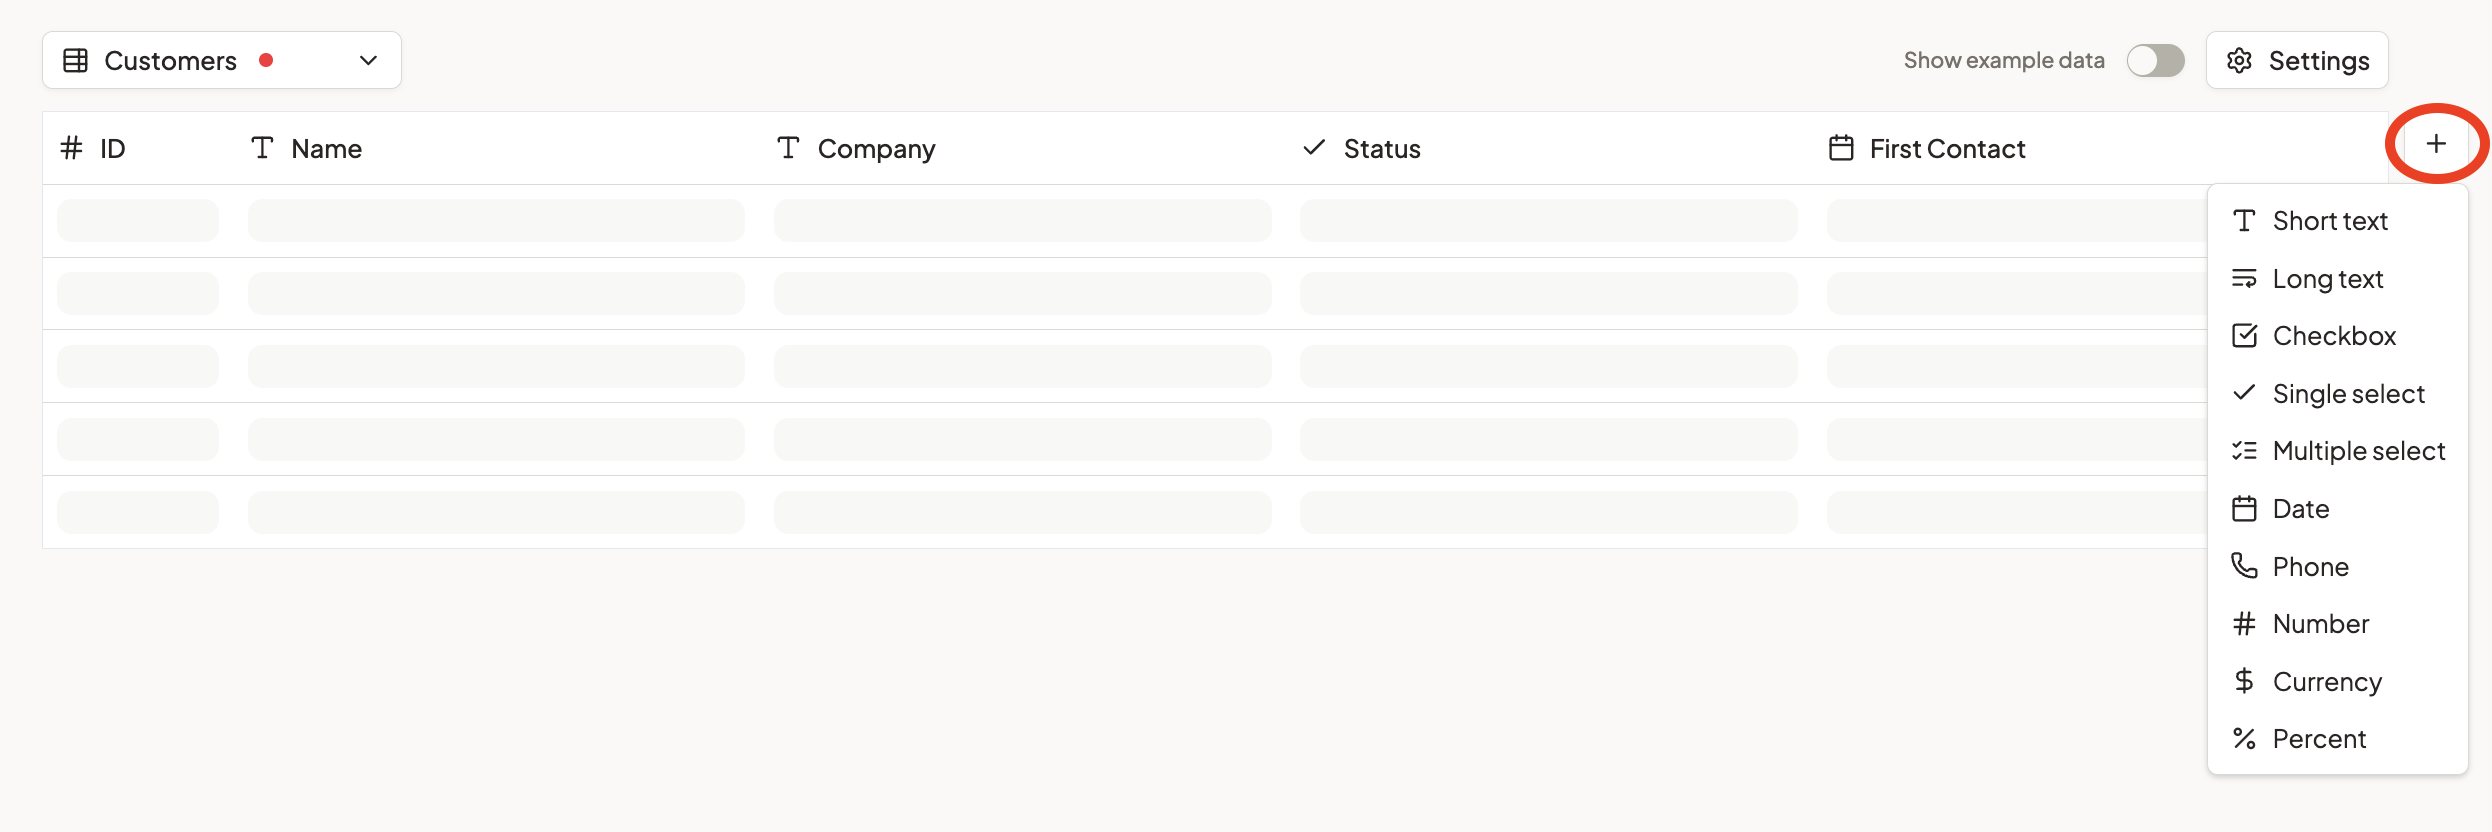 Customers
Show example data
Settings
ID
Name
Company
Status
First Contact
Short text
Long text
Checkbox
Single select
Multiple select
Date
Phone
Number
Currency
Percent